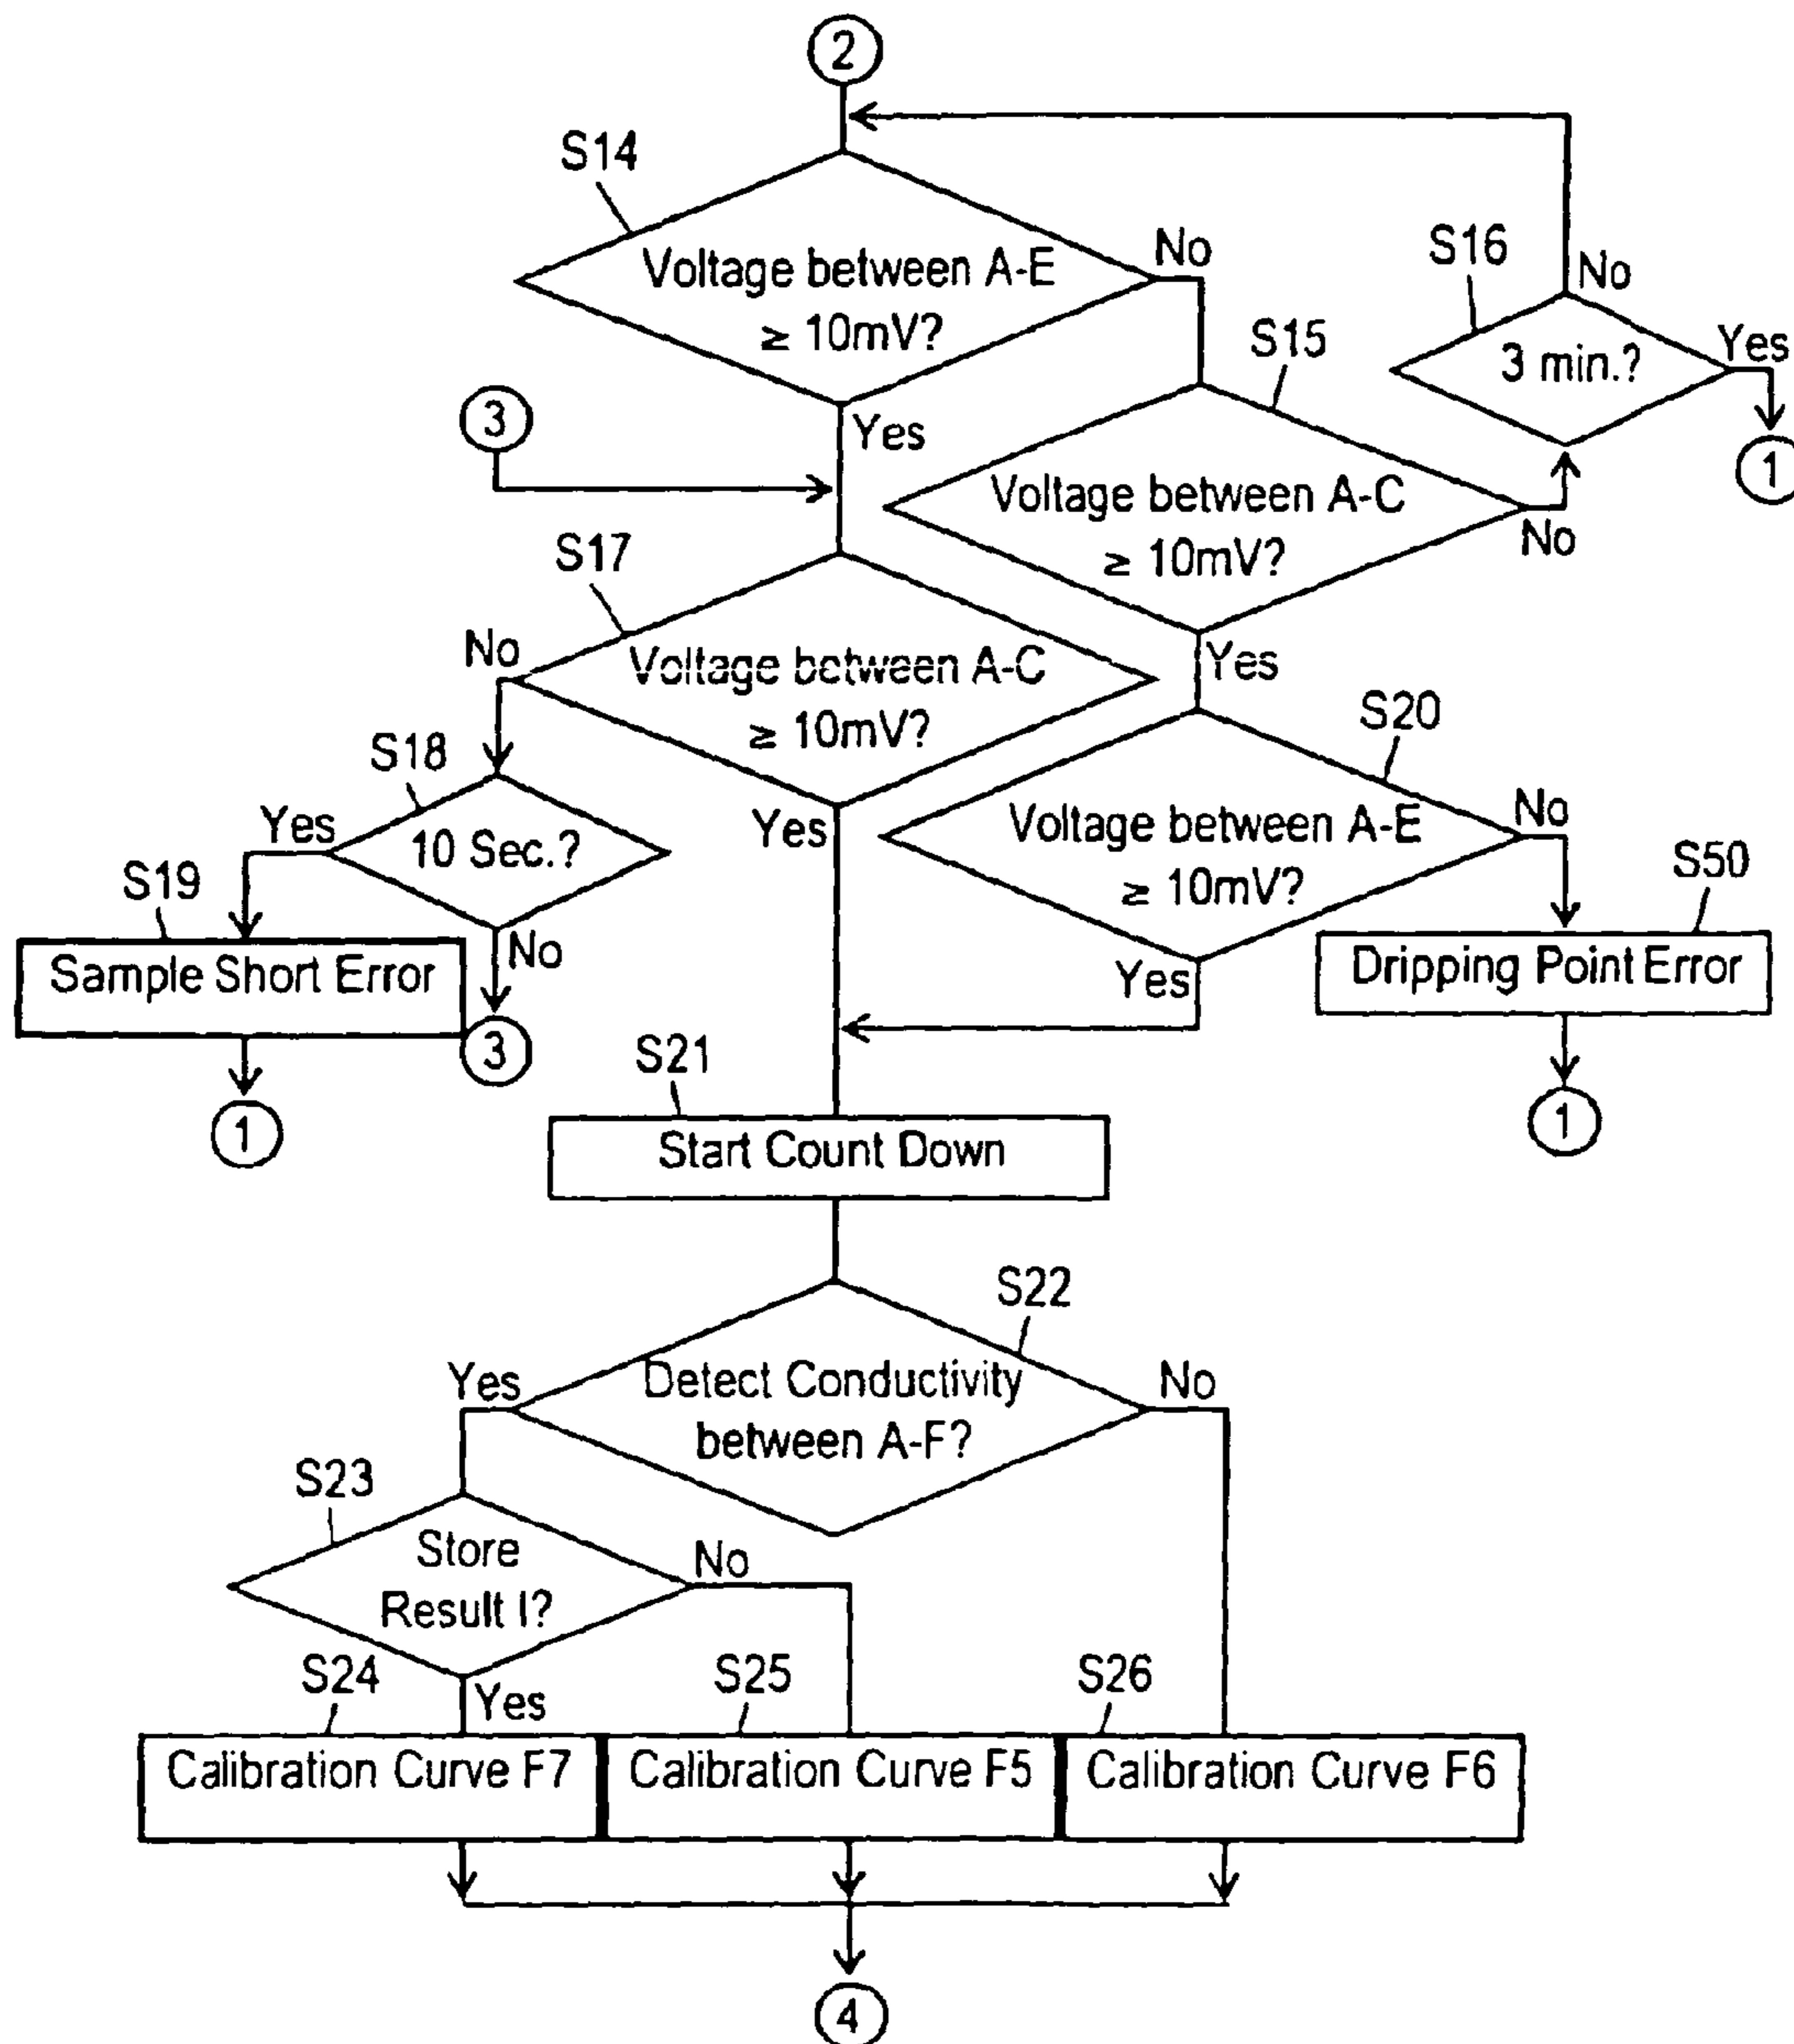 2
S14
Voltage between A-E
≥ 10mV?
No
Yes
S16
No
3 min.?
Yes
1
3
S15
Voltage between A-C
≥ 10mV?
No
Yes
S17
No
Voltage between A-C
≥ 10mV?
Yes
S18
Yes
10 Sec.?
No
3
S19
Sample Short Error
1
S20
Voltage between A-E
≥ 10mV?
No
Yes
S50
Dripping Point Error
1
S21
Start Count Down
S22
Yes
Detect Conductivity
between A-F?
No
S23
Store
Result I?
No
Yes
S24
Calibration Curve F7
S25
Calibration Curve F5
S26
Calibration Curve F6
4